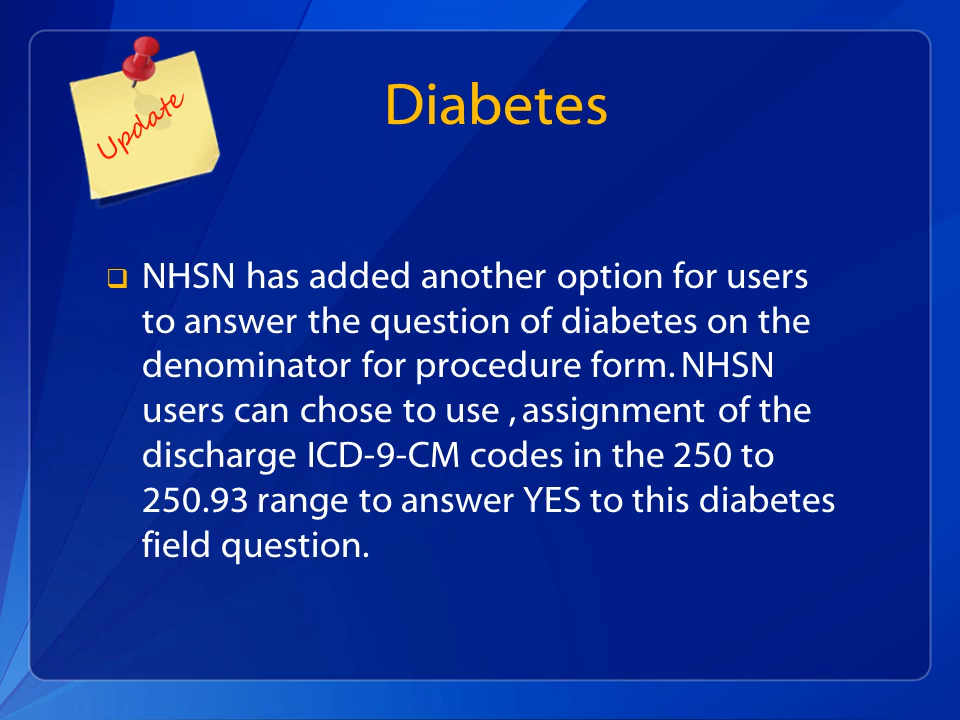 Update
Diabetes
NHSN has added another option for users
to answer the question of diabetes on the
denominator for procedure form. NHSN
users can chose to use , assignment of the
discharge ICD-9-CM codes in the 250 to
250.93 range to answer YES to this diabetes
field question.